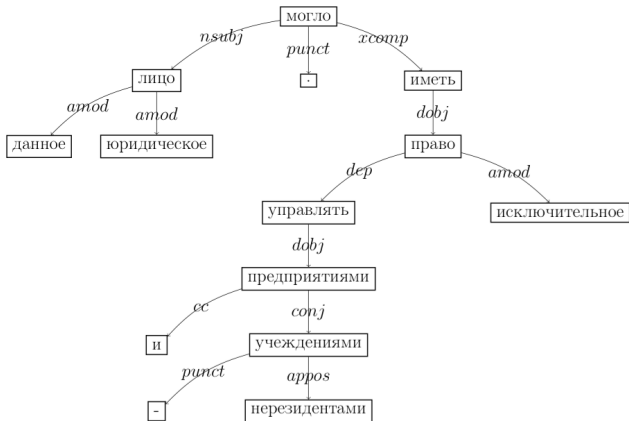 могло
nsubj punct xcomp
лицо . иметь
amod amod dobj
данное юридическое право
dep amod
управлять исключительное
dobj
предприятиями
cc conj
и учеждениями
punct appos
- нерезидентами